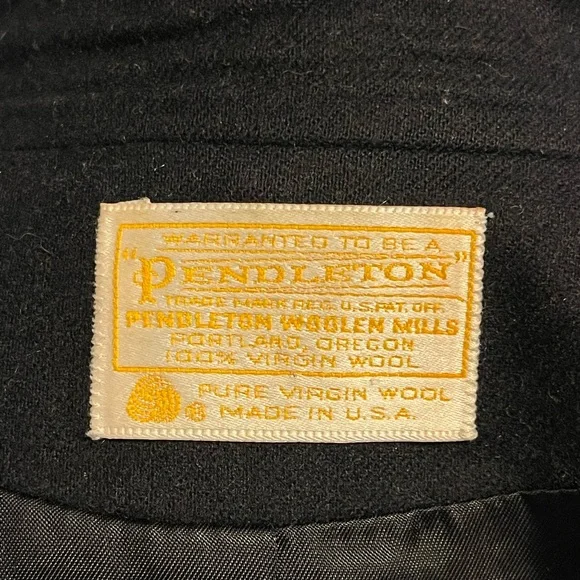 WARRANTED TO BE A
"PENDLETON"
TRADE MARK REG. U.S. PAT. OFF.
PENDLETON WOOLEN MILLS
PORTLAND, OREGON
100% VIRGIN WOOL
® PURE VIRGIN WOOL
MADE IN U.S.A.